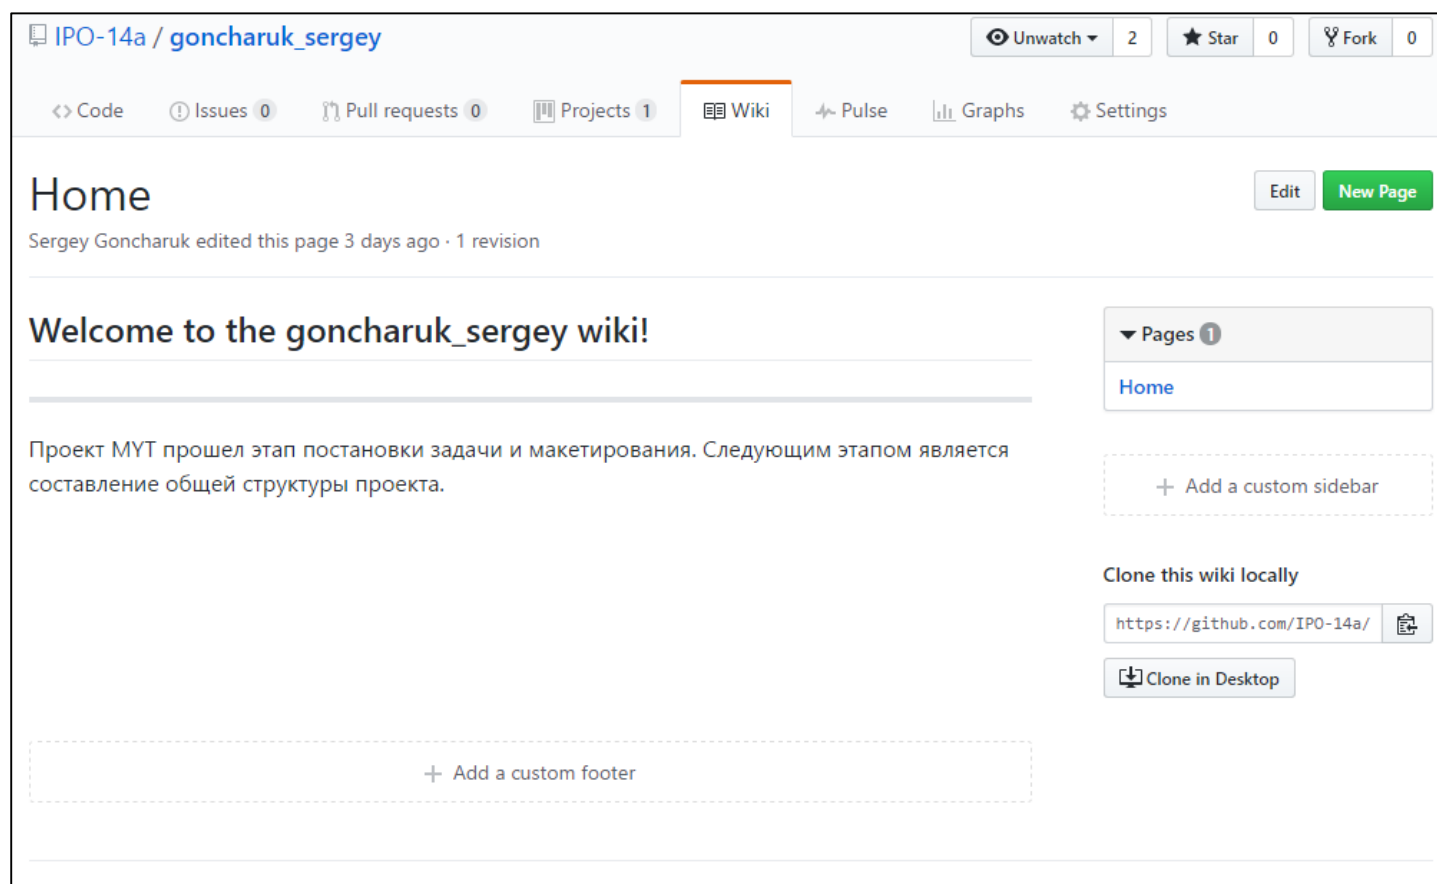 IPO-14a / goncharuk_sergey
Unwatch 2 Star 0 Fork 0
Code Issues 0 Pull requests 0 Projects 1 Wiki Pulse Graphs Settings
Home
Edit New Page
Sergey Goncharuk edited this page 3 days ago · 1 revision
Welcome to the goncharuk_sergey wiki!
Проект MYT прошел этап постановки задачи и макетирования. Следующим этапом является
составление общей структуры проекта.
Pages 1
Home
+ Add a custom sidebar
Clone this wiki locally
https://github.com/IPO-14a/
Clone in Desktop
+ Add a custom footer